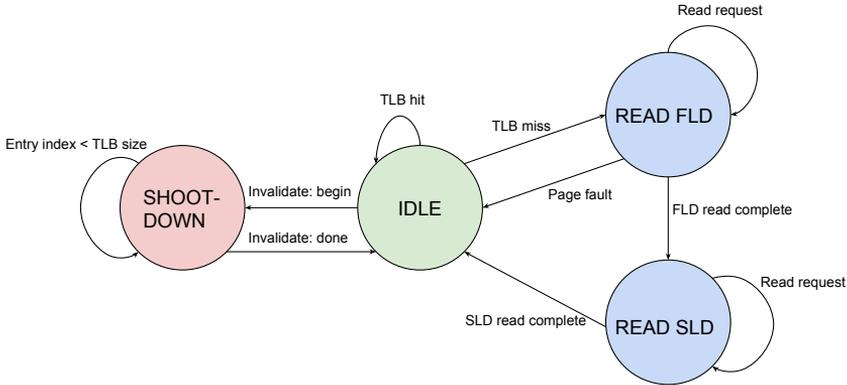 Read request
READ FLD
TLB hit
TLB miss
Entry index < TLB size
SHOOT-
DOWN
Invalidate: begin
IDLE
Page fault
Invalidate: done
FLD read complete
Read request
SLD read complete
READ SLD